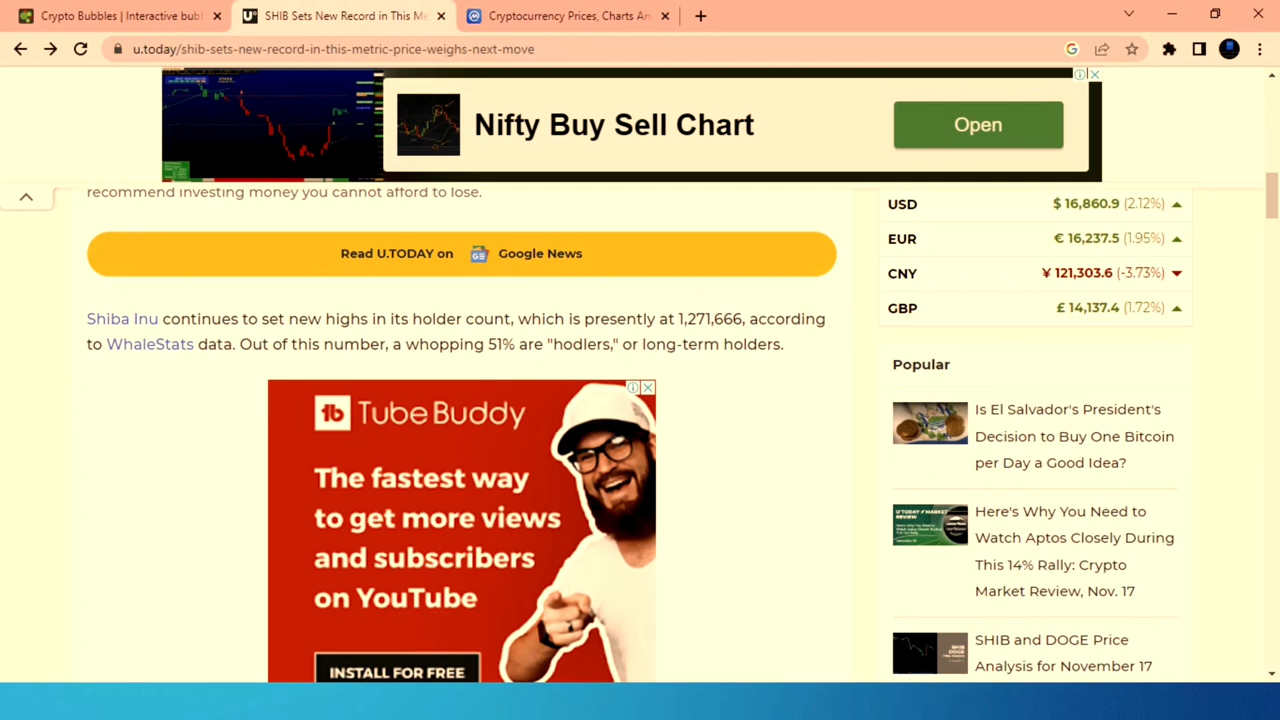 Crypto Bubbles | Interactive bubb
SHIB Sets New Record in This Me
Cryptocurrency Prices, Charts An
u.today/shib-sets-new-record-in-this-metric-price-weighs-next-move
Nifty Buy Sell Chart
Open
recommend investing money you cannot afford to lose.
Read U.TODAY on Google News
Shiba Inu continues to set new highs in its holder count, which is presently at 1,271,666, according
to WhaleStats data. Out of this number, a whopping 51% are "hodlers," or long-term holders.
TubeBuddy
The fastest way
to get more views
and subscribers
on YouTube
INSTALL FOR FREE
USD $ 16,860.9 (2.12%)
EUR € 16,237.5 (1.95%)
CNY ¥ 121,303.6 (-3.73%)
GBP £ 14,137.4 (1.72%)
Popular
Is El Salvador's President's
Decision to Buy One Bitcoin
per Day a Good Idea?
Here's Why You Need to
Watch Aptos Closely During
This 14% Rally: Crypto
Market Review, Nov. 17
SHIB and DOGE Price
Analysis for November 17